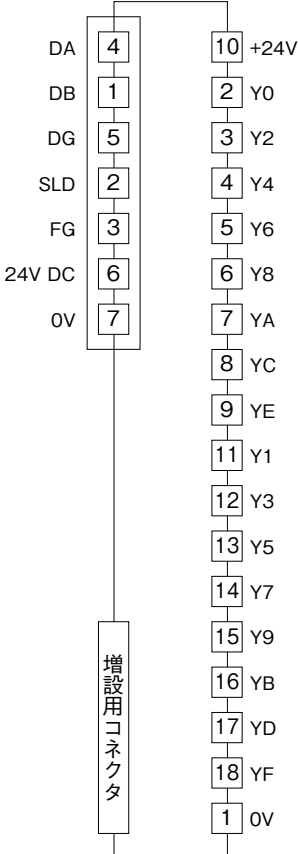 DA 4
DB 1
DG 5
SLD 2
FG 3
24V DC 6
0V 7
増設用コネクタ
10 +24V
2 Y0
3 Y2
4 Y4
5 Y6
6 Y8
7 YA
8 YC
9 YE
11 Y1
12 Y3
13 Y5
14 Y7
15 Y9
16 YB
17 YD
18 YF
1 0V